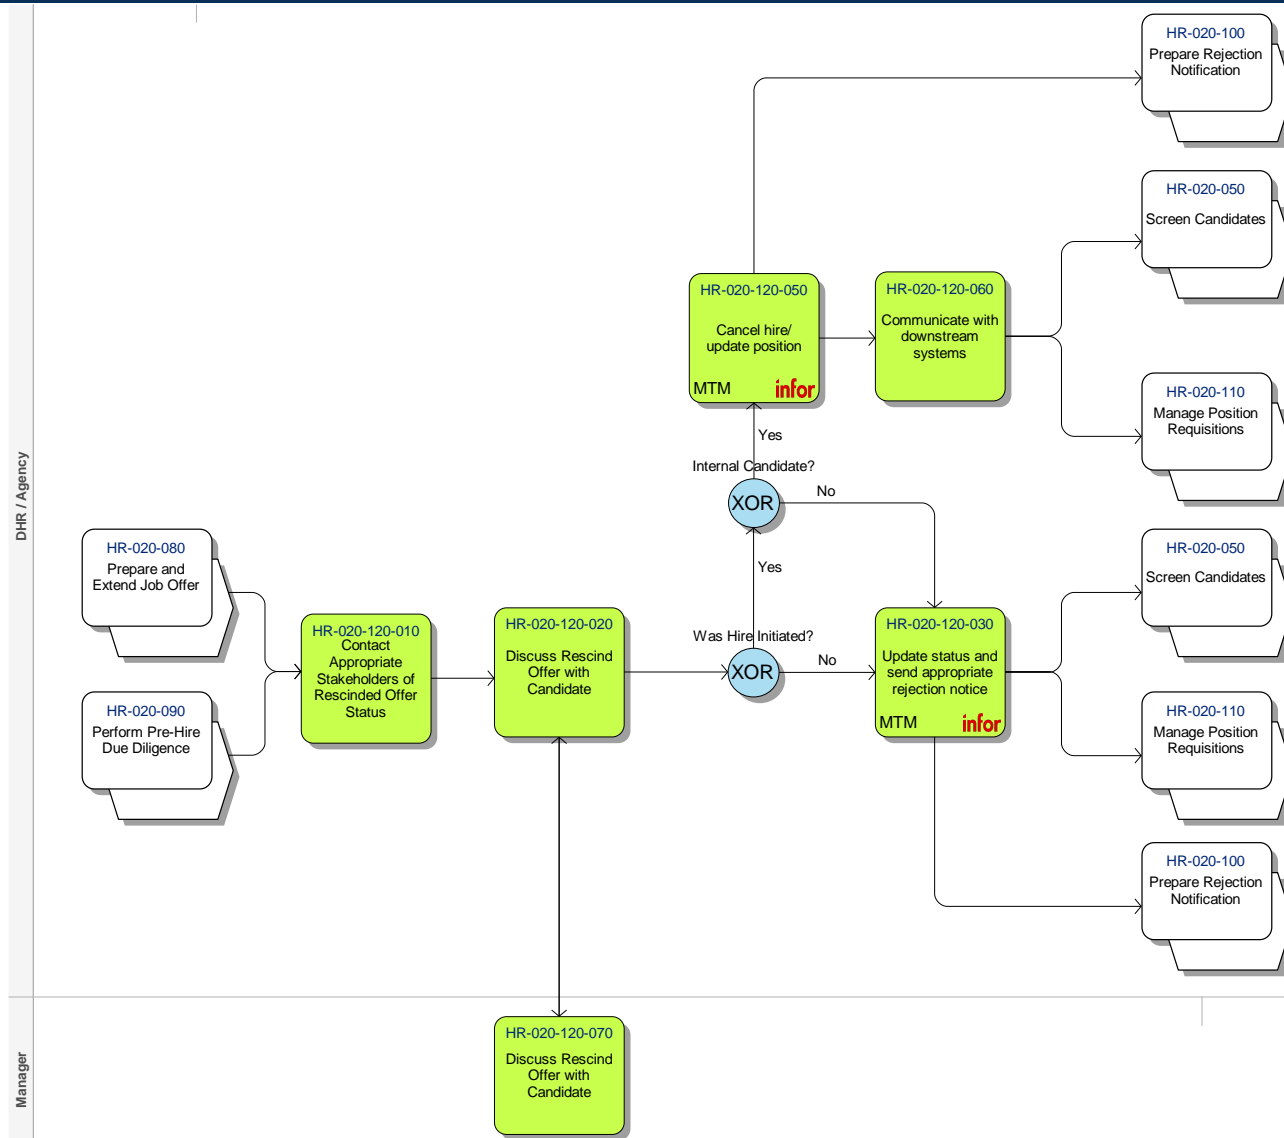 HR-020-100
Prepare Rejection
Notification
HR-020-050
Screen Candidates
HR-020-120-050
Cancel hire/
update position
MTM
infor
HR-020-120-060
Communicate with
downstream
systems
HR-020-110
Manage Position
Requisitions
Yes
Internal Candidate?
XOR
No
DHR / Agency
HR-020-080
Prepare and
Extend Job Offer
HR-020-050
Screen Candidates
Yes
HR-020-120-010
Contact
Appropriate
Stakeholders of
Rescinded Offer
Status
HR-020-120-020
Discuss Rescind
Offer with
Candidate
Was Hire Initiated?
XOR
No
HR-020-120-030
Update status and
send appropriate
rejection notice
MTM
infor
HR-020-090
Perform Pre-Hire
Due Diligence
HR-020-110
Manage Position
Requisitions
HR-020-100
Prepare Rejection
Notification
Manager
HR-020-120-070
Discuss Rescind
Offer with
Candidate